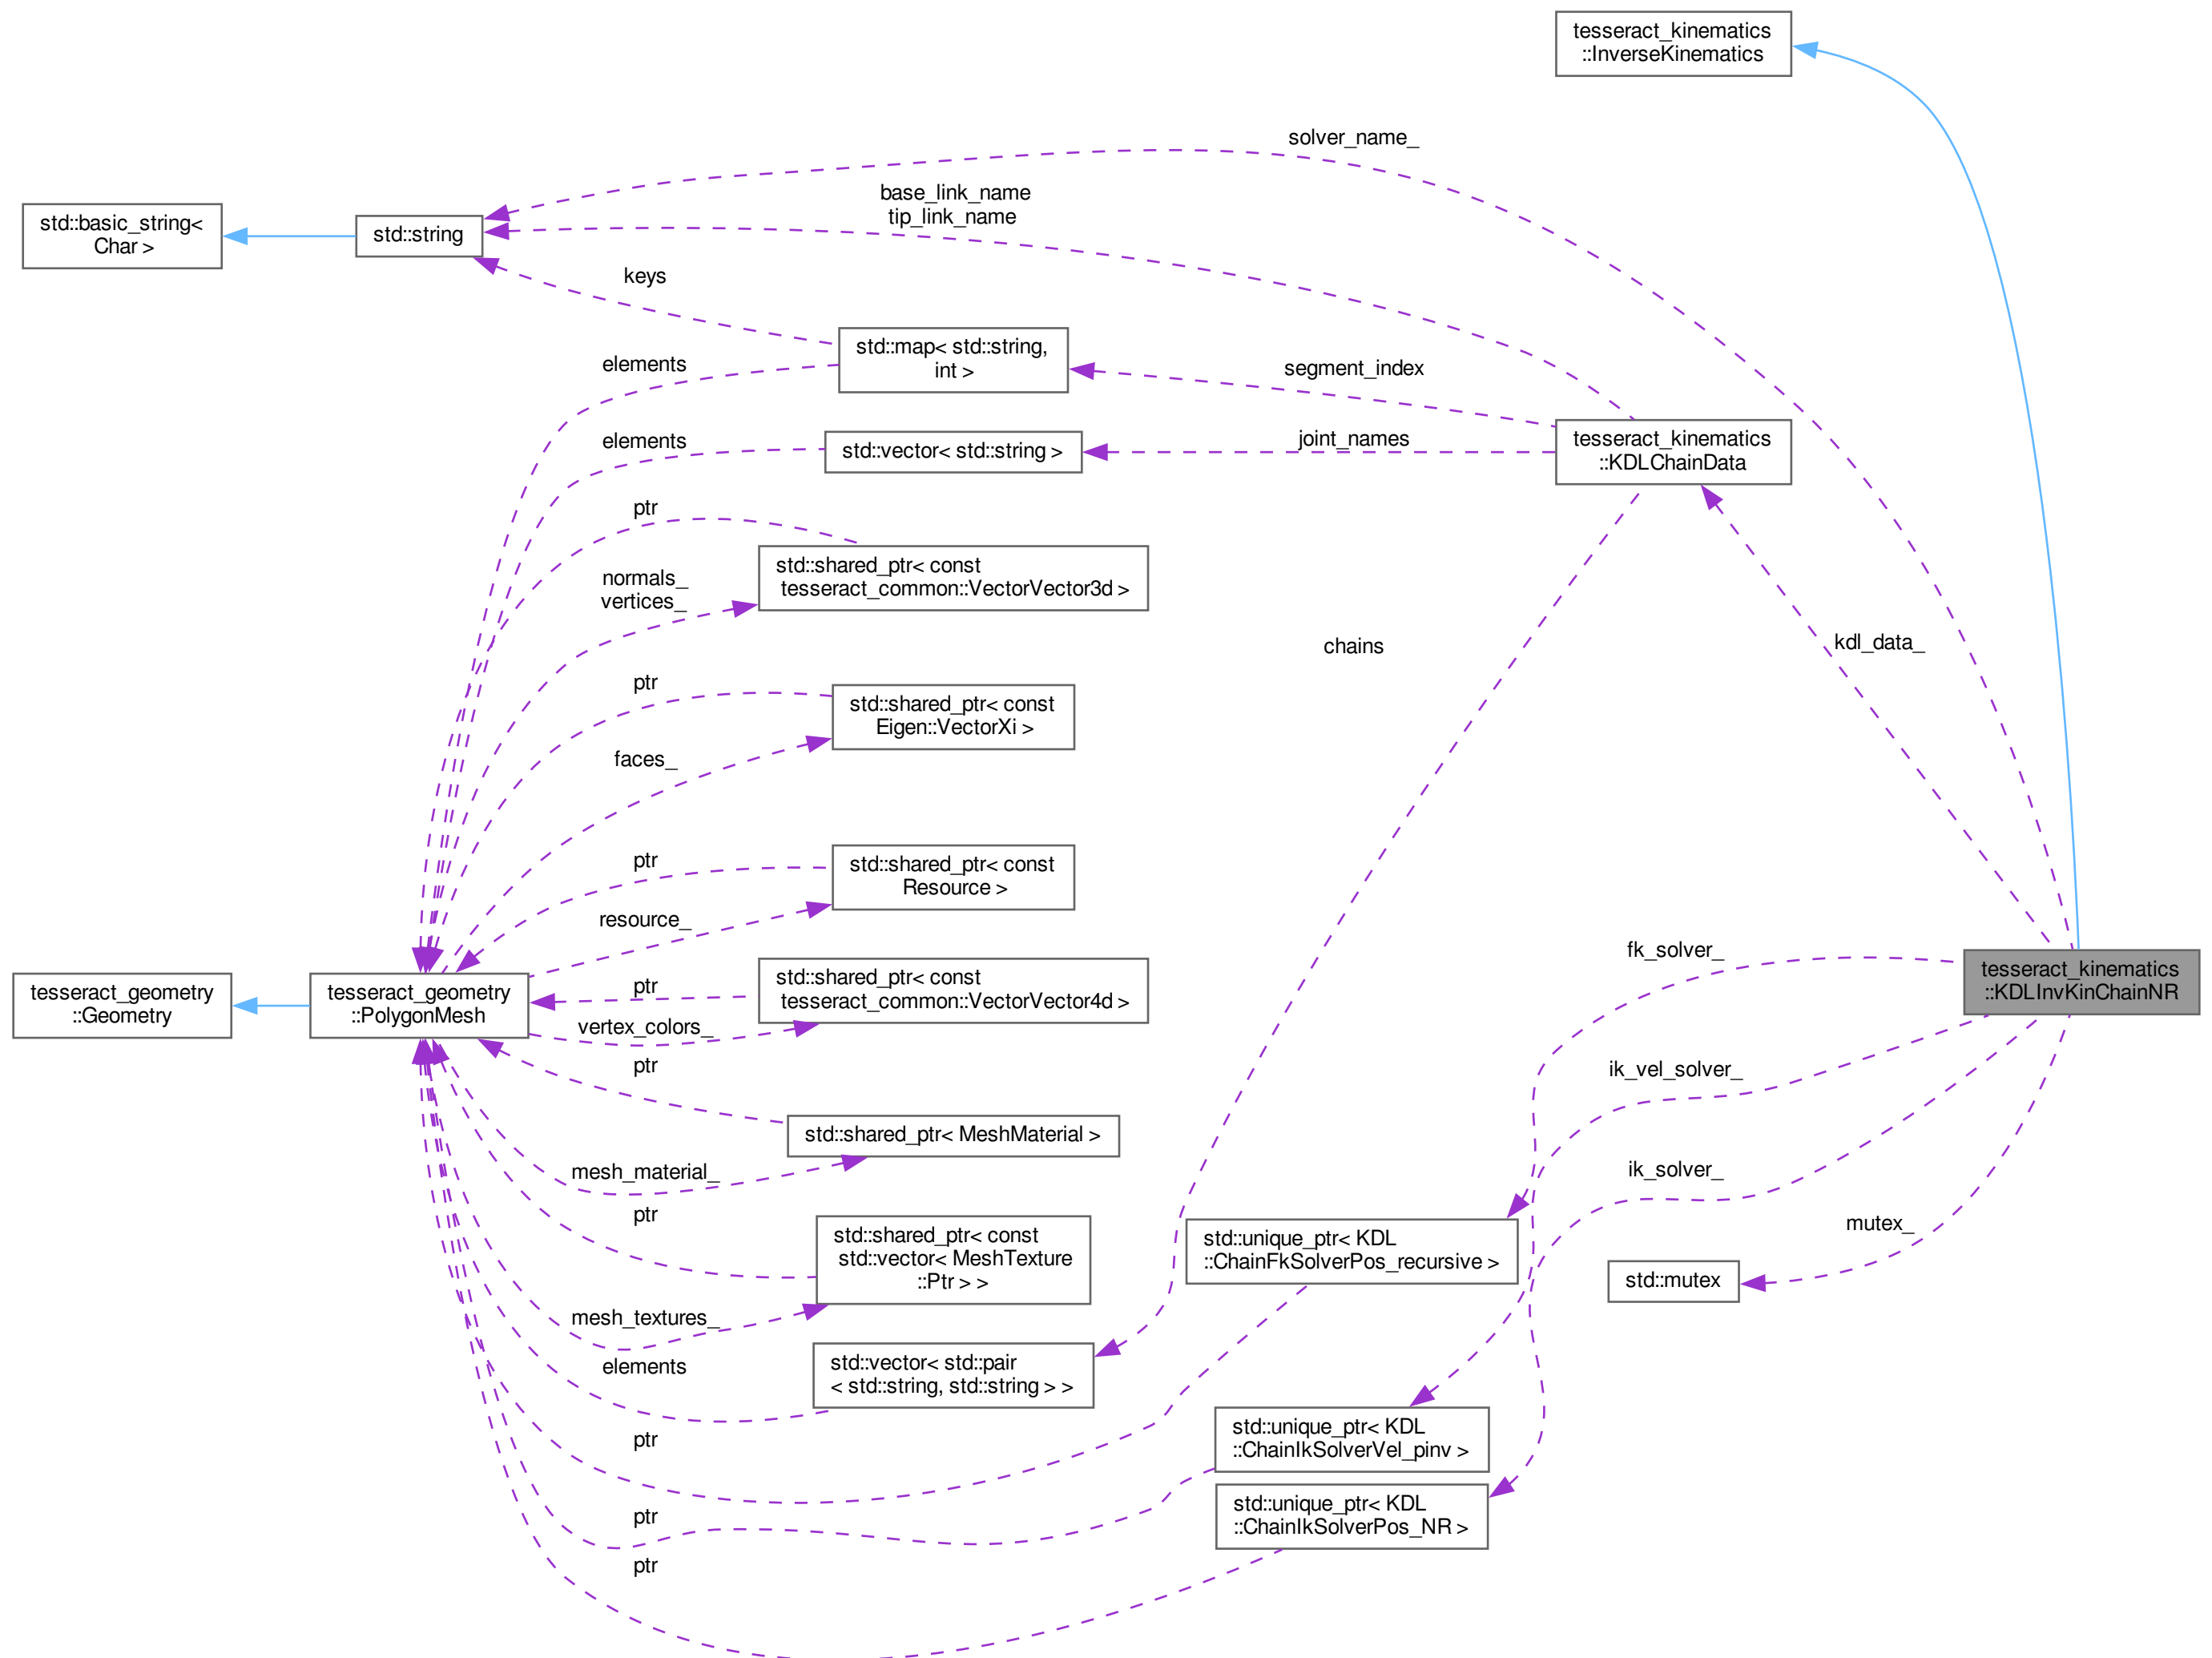 tesseract_kinematics
::InverseKinematics
solver_name_
base_link_name
tip_link_name
std::basic_string<
Char >
std::string
keys
std::map< std::string,
int >
elements
segment_index
tesseract_kinematics
::KDLChainData
elements
std::vector< std::string >
joint_names
ptr
std::shared_ptr< const
tesseract_common::VectorVector3d >
normals_
vertices_
chains
kdl_data_
ptr
std::shared_ptr< const
Eigen::VectorXi >
faces_
ptr
std::shared_ptr< const
Resource >
resource_
fk_solver_
tesseract_kinematics
::KDLInvKinChainNR
tesseract_geometry
::Geometry
tesseract_geometry
::PolygonMesh
ptr
std::shared_ptr< const
tesseract_common::VectorVector4d >
vertex_colors_
ptr
ik_vel_solver_
std::shared_ptr< MeshMaterial >
mesh_material_
ik_solver_
ptr
mutex_
std::shared_ptr< const
std::vector< MeshTexture
::Ptr > >
std::unique_ptr< KDL
::ChainFkSolverPos_recursive >
std::mutex
mesh_textures_
elements
std::vector< std::pair
< std::string, std::string > >
ptr
std::unique_ptr< KDL
::ChainIkSolverVel_pinv >
ptr
std::unique_ptr< KDL
::ChainIkSolverPos_NR >
ptr